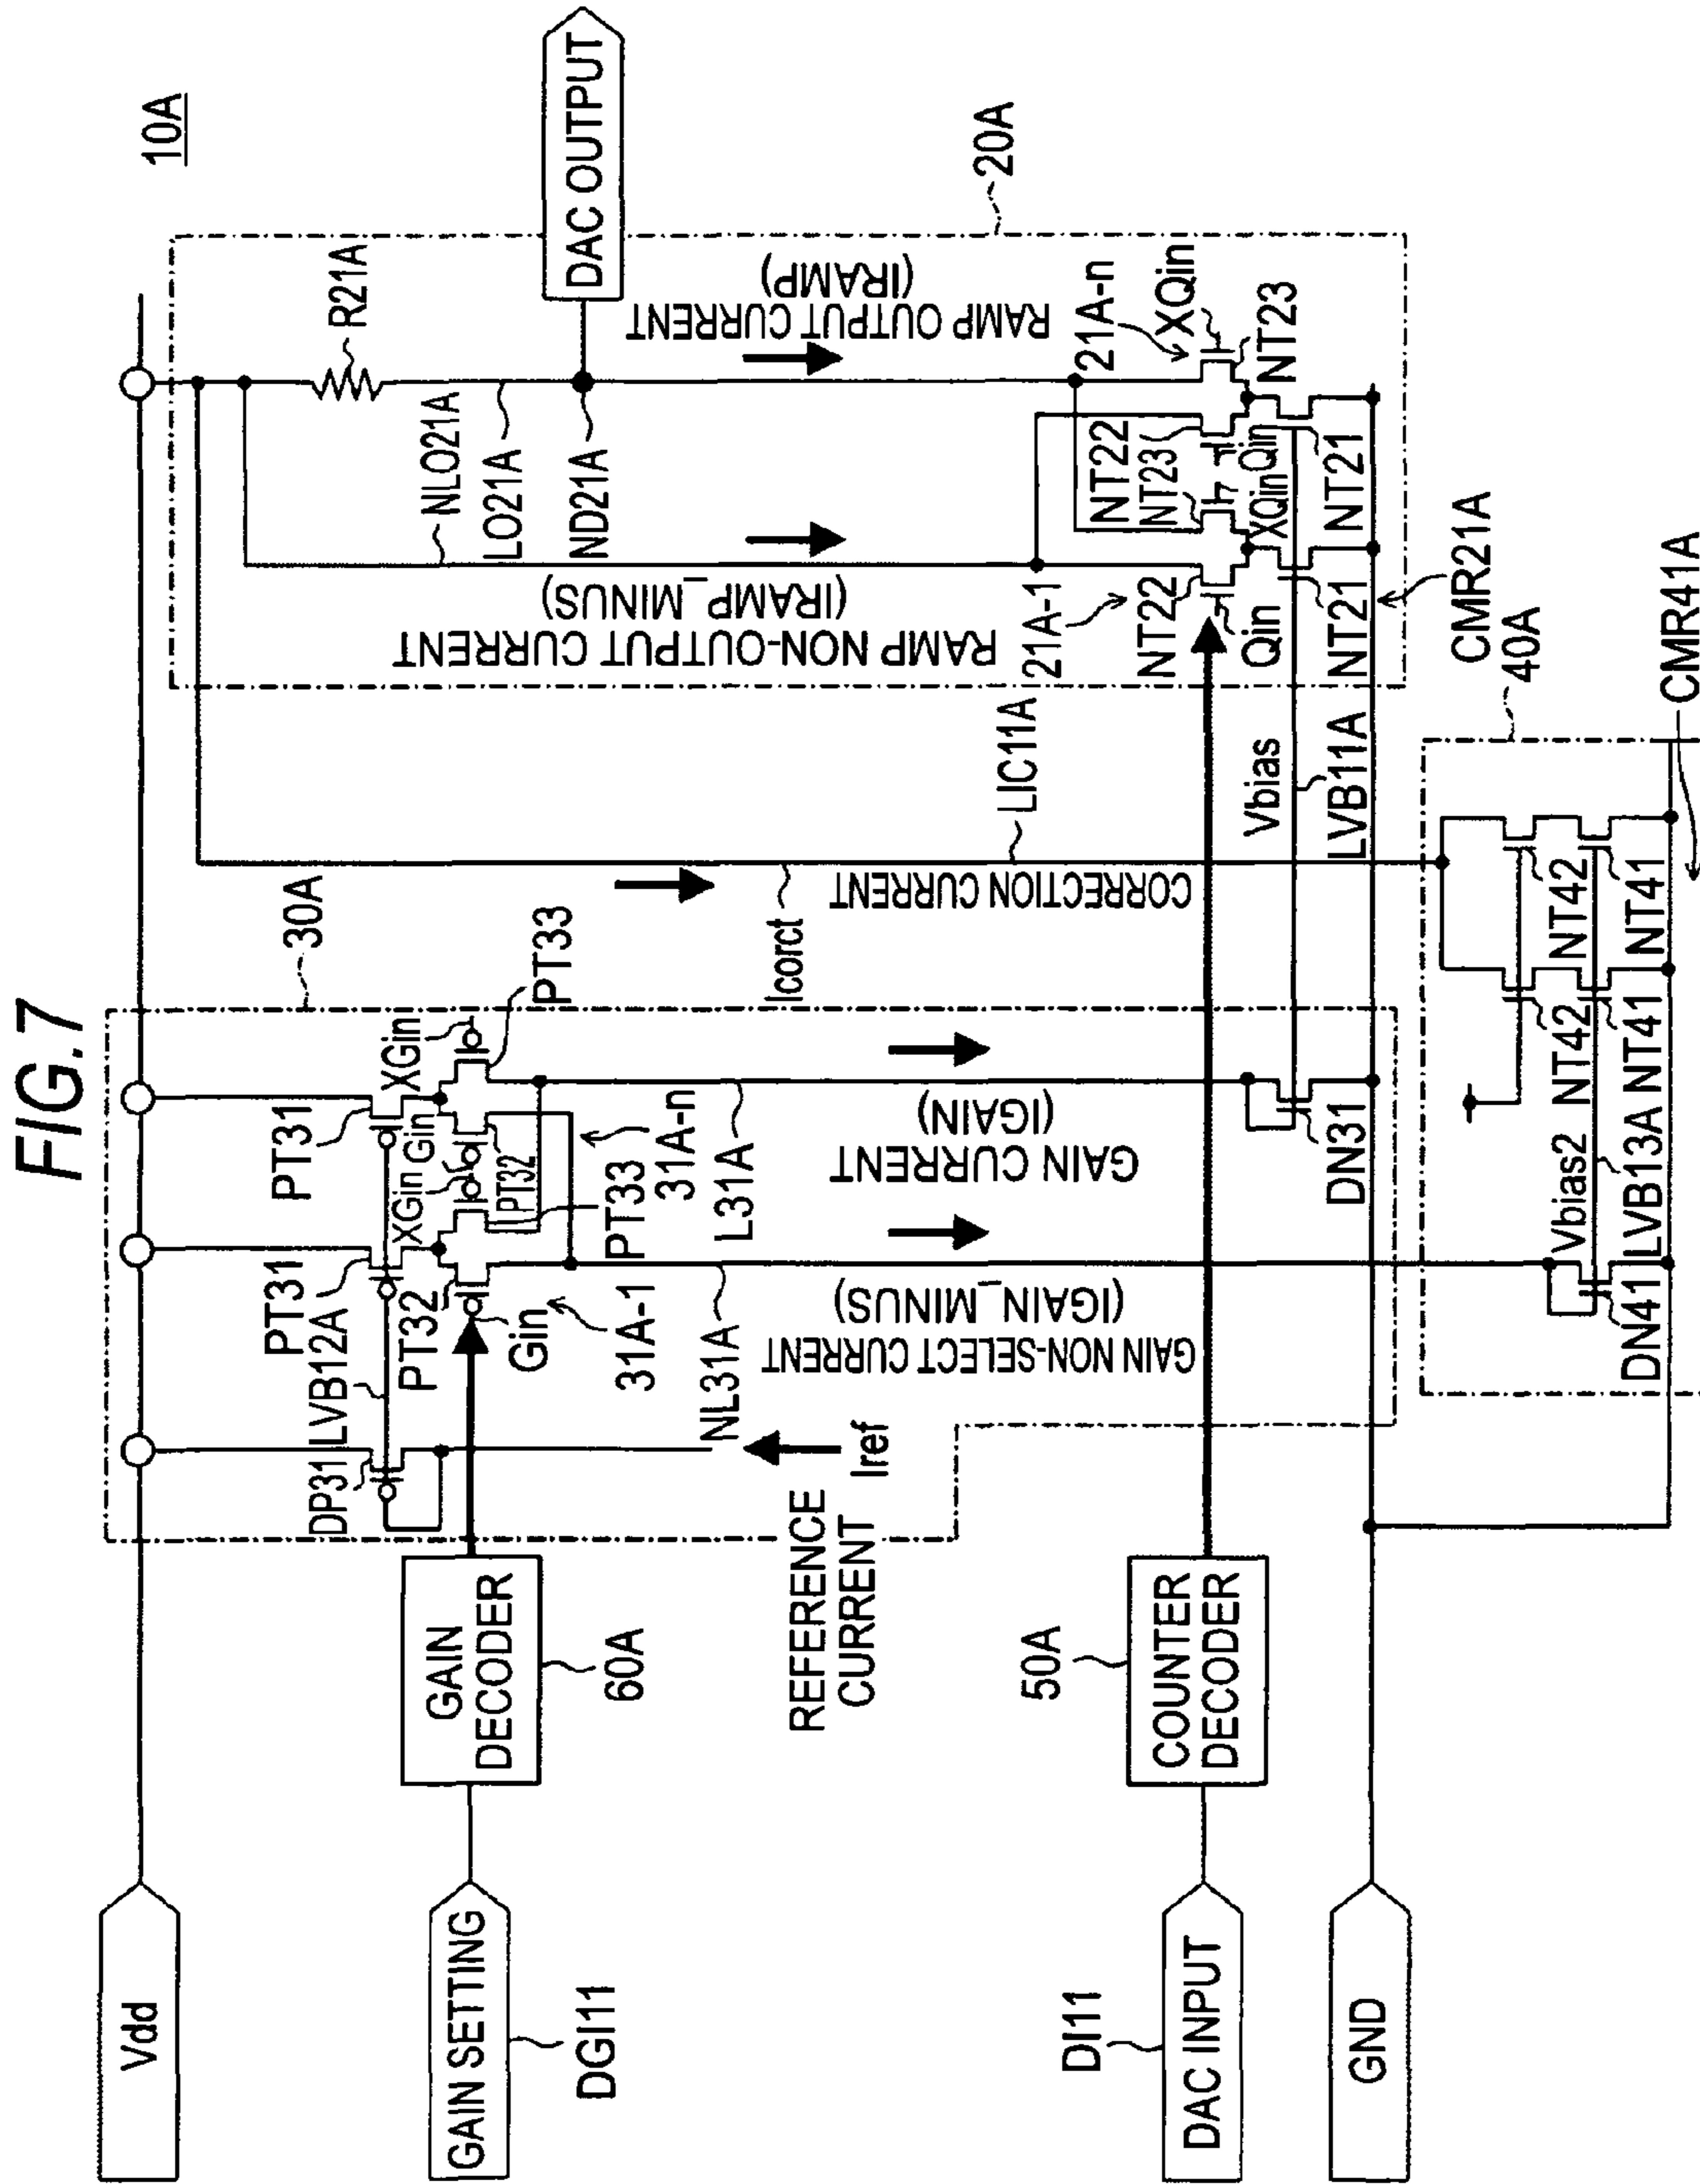 FIG.7
10A
Vdd
GAIN SETTING
DGI11
GAIN
DECODER
60A
REFERENCE
CURRENT
Iref
DAC INPUT
DI11
COUNTER
DECODER
50A
GND
30A
DP31
LVB12A
PT31
PT31
PT32
XGin
Gin
XGin
PT32
PT33
Gin
31A-1
PT33
31A-n
NL31A
L31A
GAIN NON-SELECT CURRENT
(IGAIN_MINUS)
GAIN CURRENT
(IGAIN)
DN31
Icorct
CORRECTION CURRENT
LIC11A
Vbias
LVB11A
20A
R21A
NLO21A
LO21A
ND21A
DAC OUTPUT
RAMP NON-OUTPUT CURRENT
(IRAMP_MINUS)
RAMP OUTPUT CURRENT
(IRAMP)
21A-1
21A-n
NT22
NT23
NT22
XQin
Qin
XQin
Qin
NT23
NT21
NT21
CMR21A
40A
CMR41A
Vbias2
NT42
NT42
LVB13A
NT41
NT41
DN41